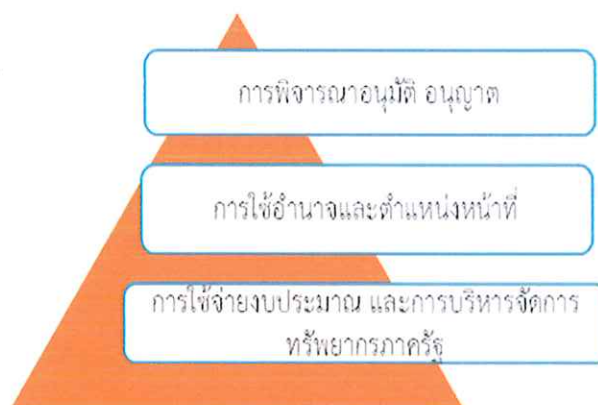 การพิจารณาอนุมัติ อนุญาต
การใช้อำนาจและตำแหน่งหน้าที่
การใช้จ่ายงบประมาณ และการบริหารจัดการ
ทรัพยากรภาครัฐ